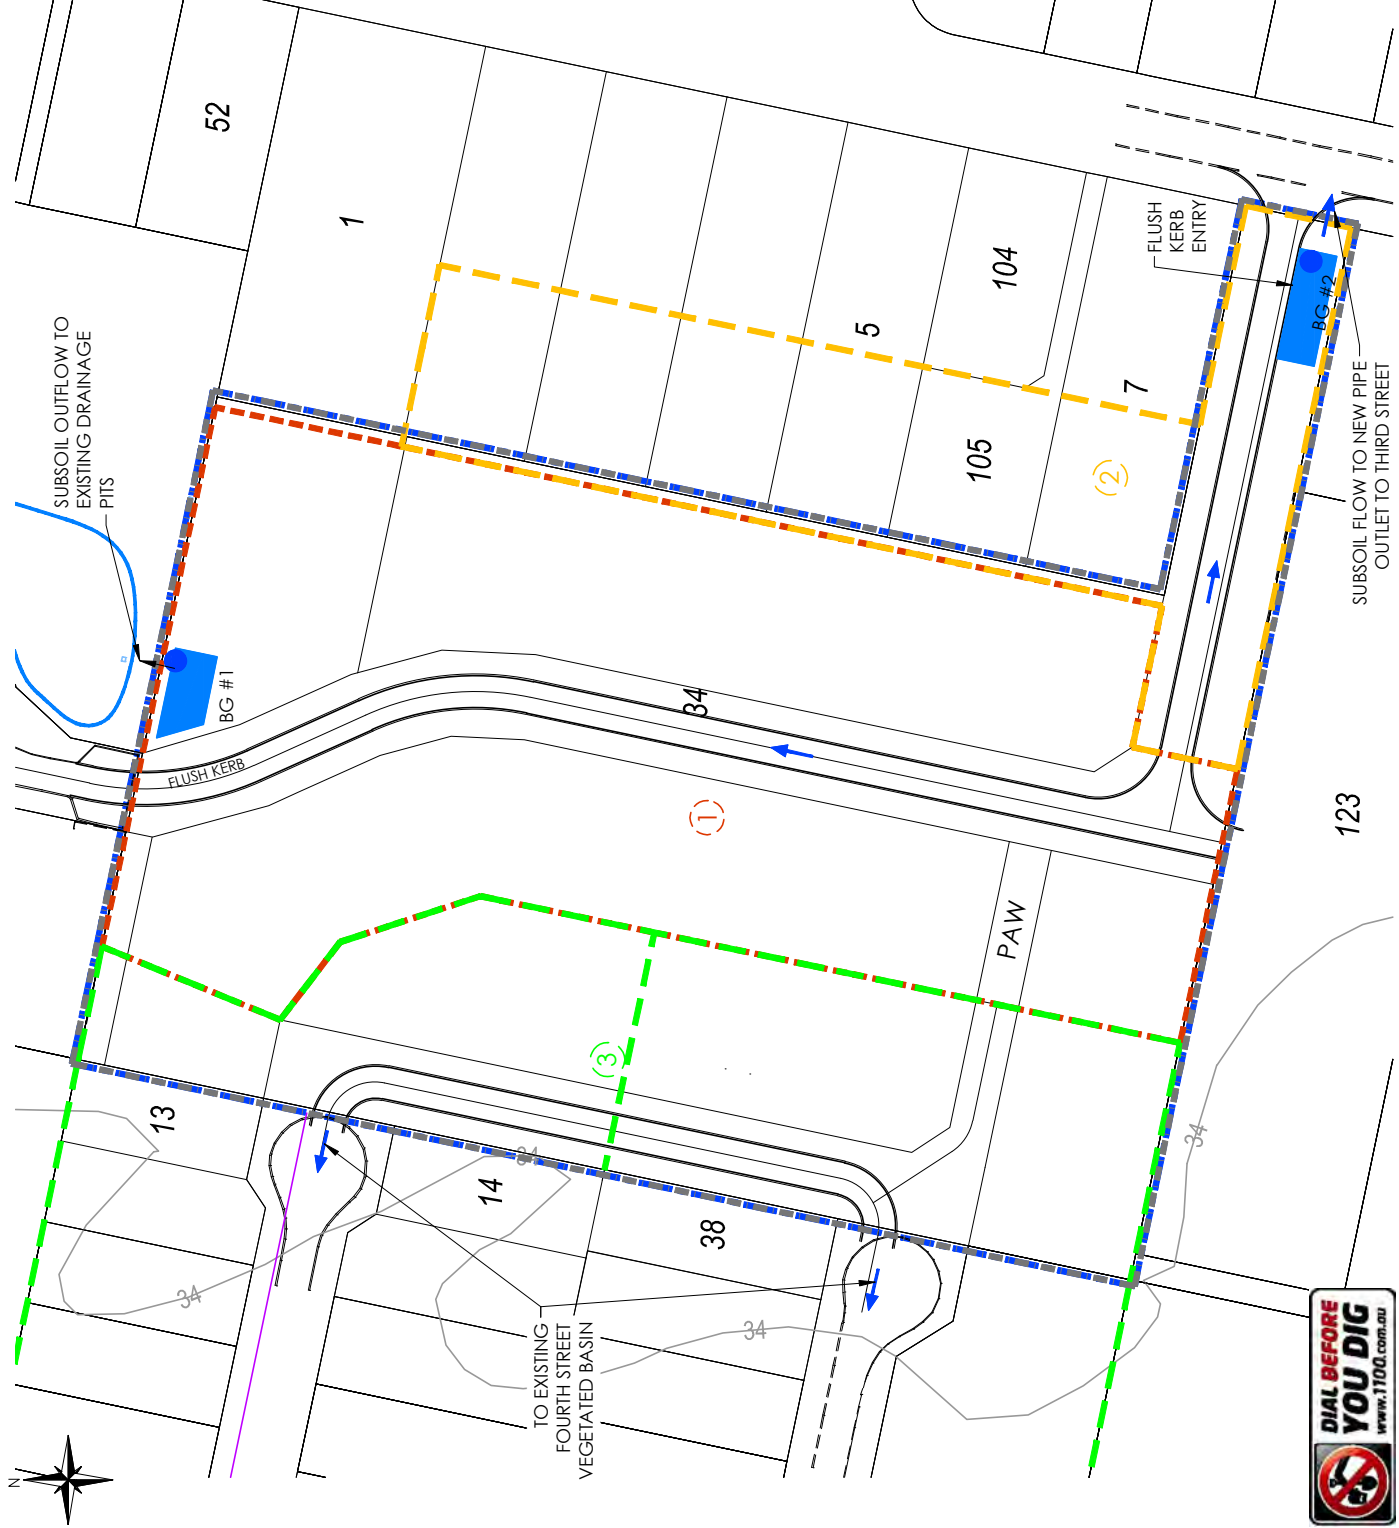 52
1
SUBSOIL OUTFLOW TO
EXISTING DRAINAGE
PITS
FLUSH
KERB
ENTRY
104
5
7
BG #2
105
2
SUBSOIL FLOW TO NEW PIPE
OUTLET TO THIRD STREET
BG #1
34
FLUSH KERB
1
123
PAW
3
13
34
34
14
38
34
34
TO EXISTING
FOURTH STREET
VEGETATED BASIN
N
DIAL BEFORE
YOU DIG
www.1100.com.au